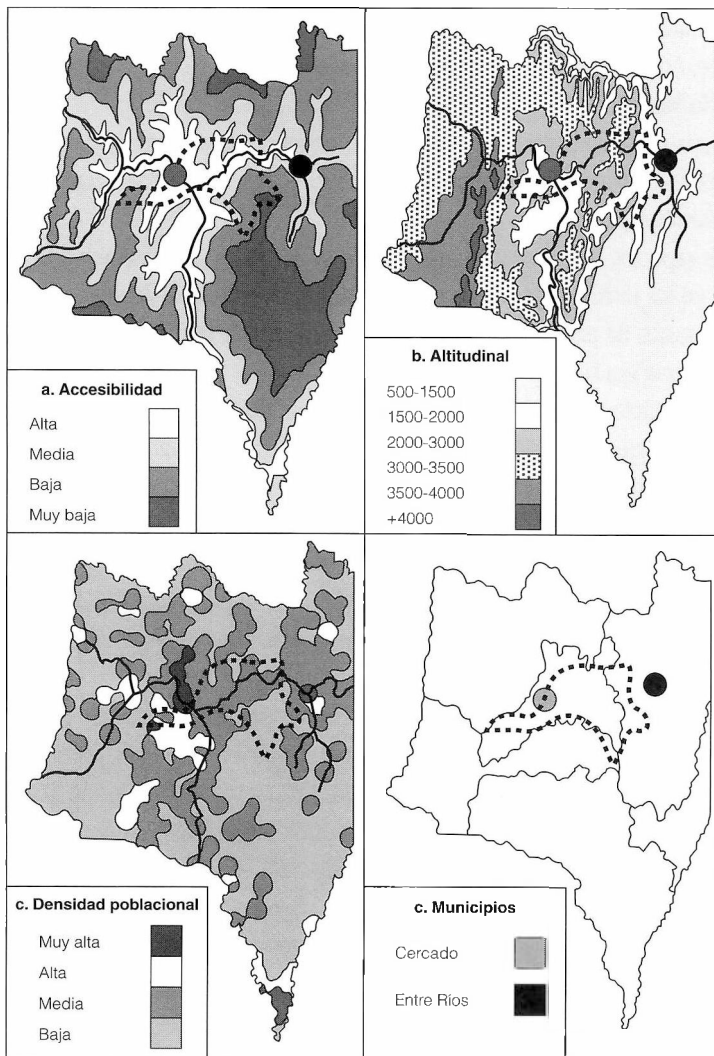 a. Accesibilidad
Alta
Media
Baja
Muy baja
b. Altitudinal
500-1500
1500-2000
2000-3000
3000-3500
3500-4000
+4000
c. Densidad poblacional
Muy alta
Alta
Media
Baja
c. Municipios
Cercado
Entre Ríos